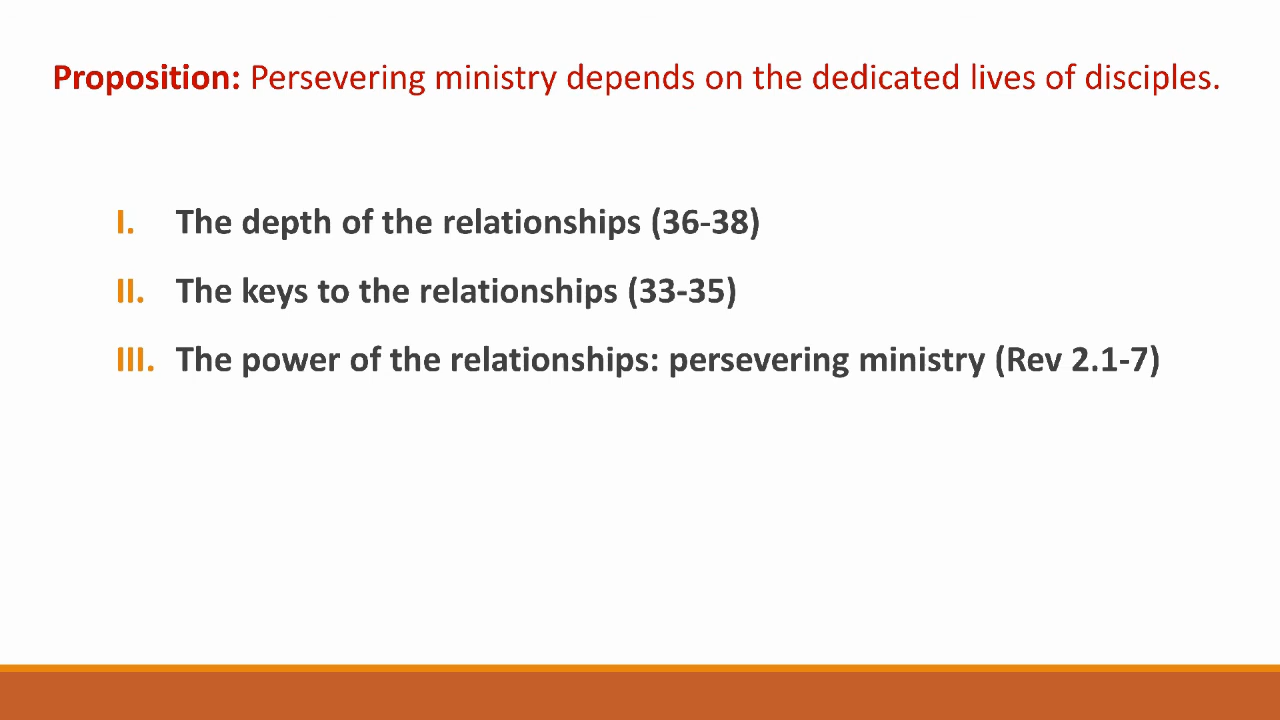 Proposition: Persevering ministry depends on the dedicated lives of disciples.
I. The depth of the relationships (36-38)
II. The keys to the relationships (33-35)
III. The power of the relationships: persevering ministry (Rev 2.1-7)